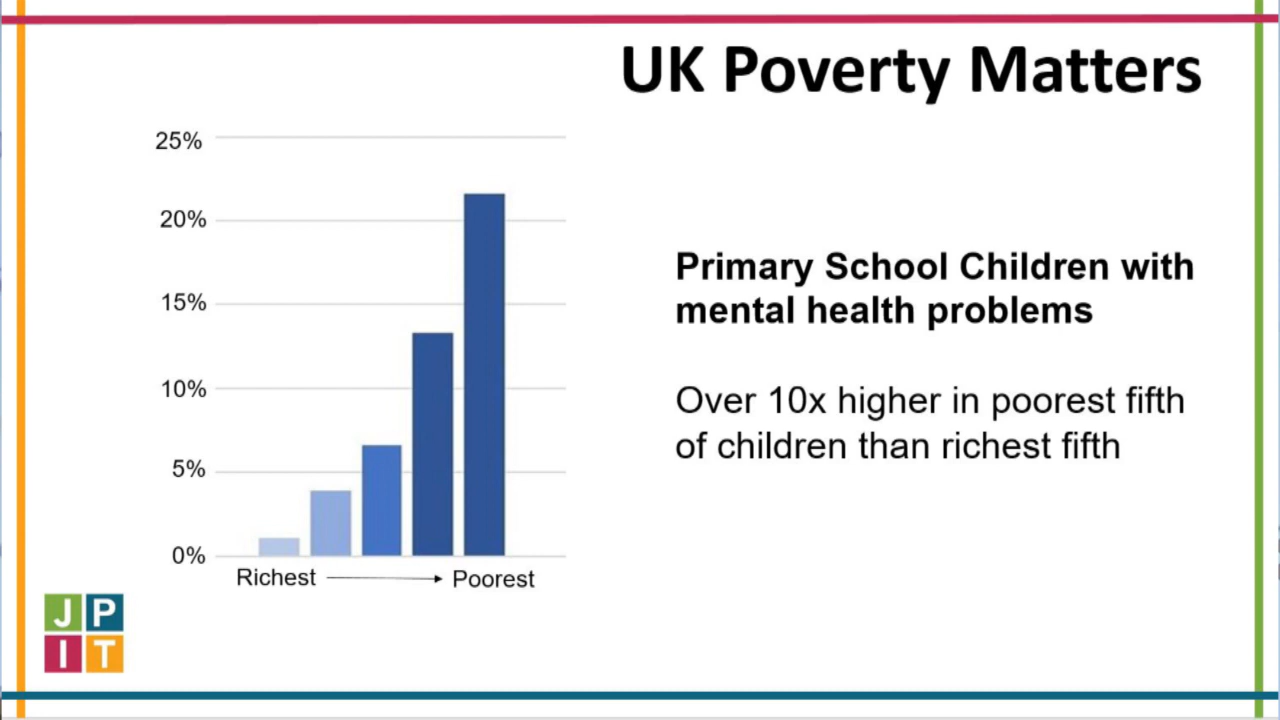 UK Poverty Matters
25%
20%
15%
10%
5%
0%
Richest
Poorest
Primary School Children with
mental health problems
Over 10x higher in poorest fifth
of children than richest fifth
J P
I T